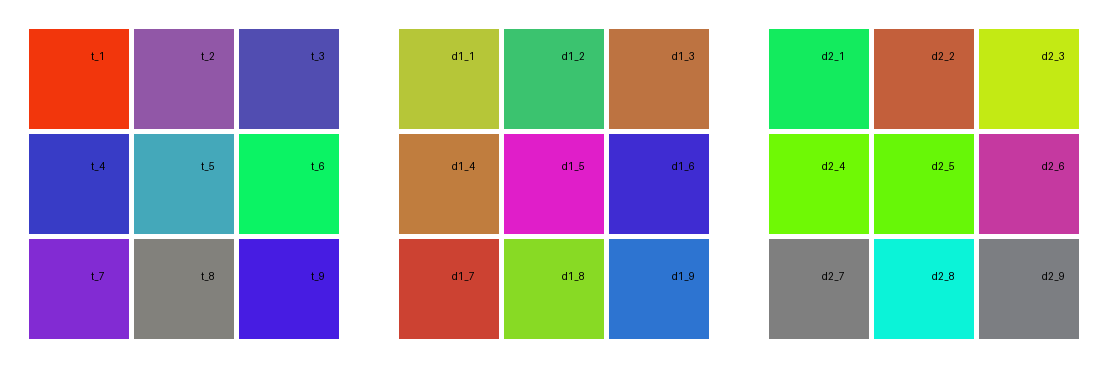 t_1 t_2 t_3 d1_1 d1_2 d1_3 d2_1 d2_2 d2_3
t_4 t_5 t_6 d1_4 d1_5 d1_6 d2_4 d2_5 d2_6
t_7 t_8 t_9 d1_7 d1_8 d1_9 d2_7 d2_8 d2_9